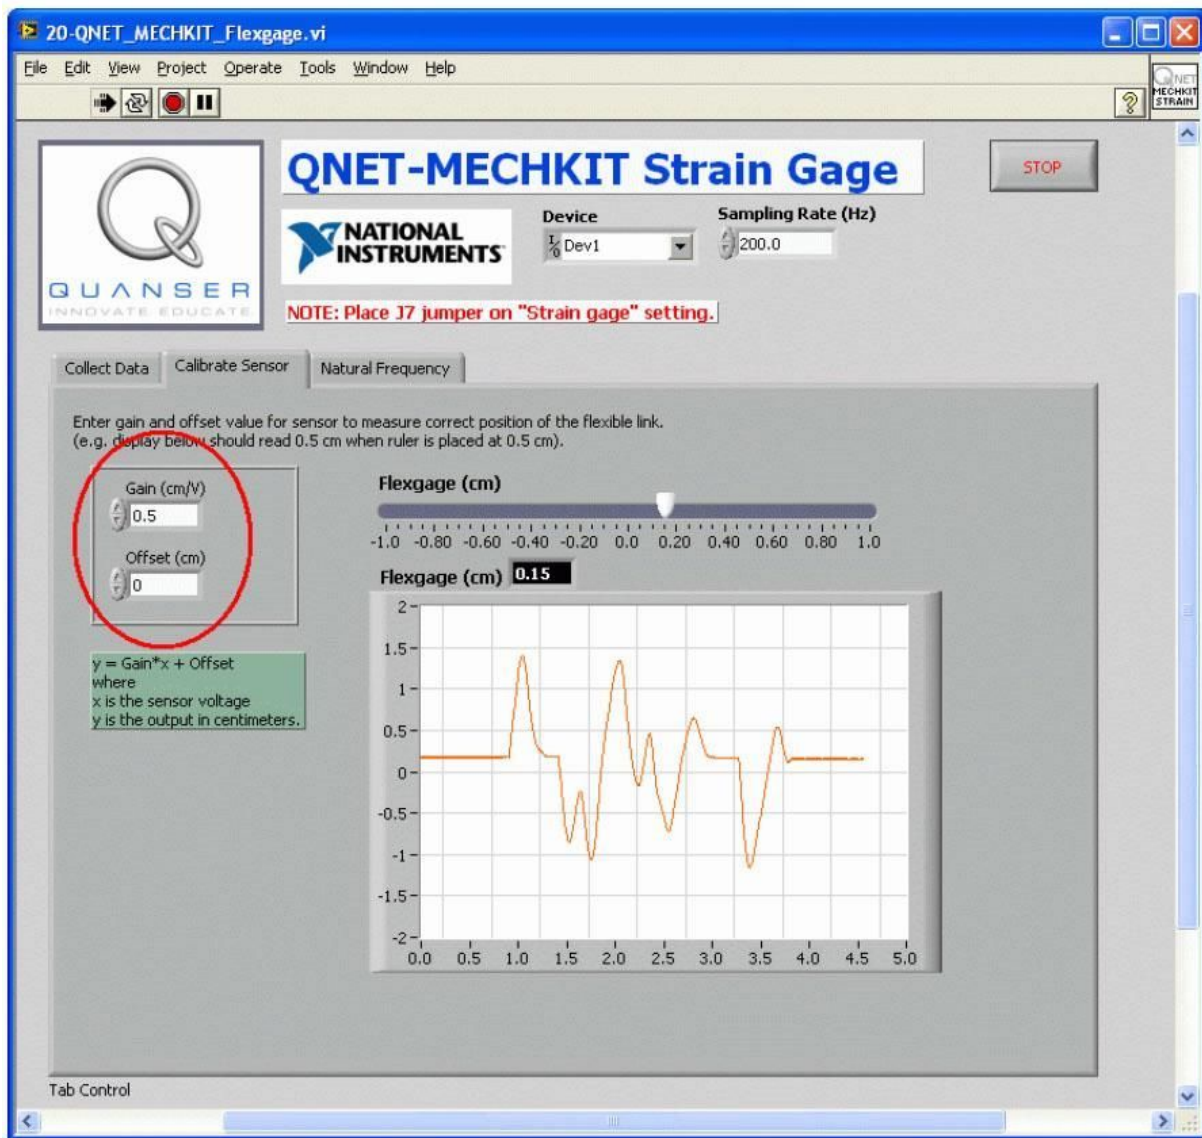 20-QNET_MECHKIT_Flexgage.vi
File Edit View Project Operate Tools Window Help
QNET
MECHKIT
STRAIN
QUANSER
INNOVATE EDUCATE
QNET-MECHKIT Strain Gage
STOP
NATIONAL
INSTRUMENTS
Device
Dev1
Sampling Rate (Hz)
200.0
NOTE: Place J7 jumper on "Strain gage" setting.
Collect Data Calibrate Sensor Natural Frequency
Enter gain and offset value for sensor to measure correct position of the flexible link.
(e.g. display below should read 0.5 cm when ruler is placed at 0.5 cm).
Gain (cm/V)
0.5
Offset (cm)
0
y = Gain*x + Offset
where
x is the sensor voltage
y is the output in centimeters.
Flexgage (cm)
-1.0 -0.80 -0.60 -0.40 -0.20 0.0 0.20 0.40 0.60 0.80 1.0
Flexgage (cm) 0.15
2
1.5
1
0.5
0
-0.5
-1
-1.5
-2
0.0 0.5 1.0 1.5 2.0 2.5 3.0 3.5 4.0 4.5 5.0
Tab Control